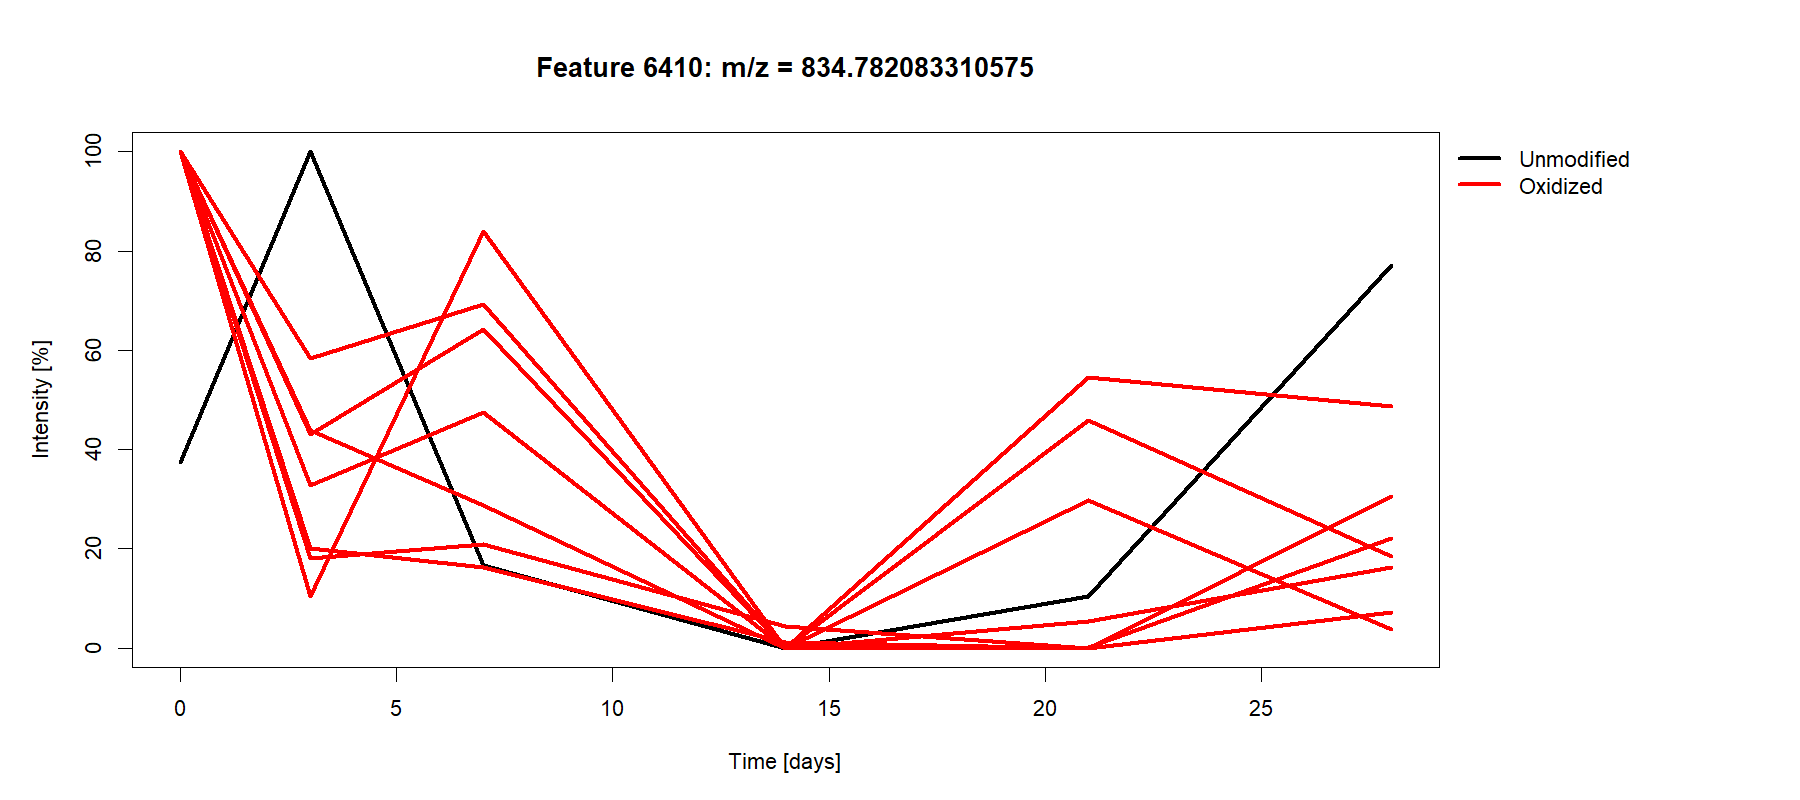 Feature 6410: m/z = 834.782083310575
Unmodified
Oxidized
Intensity [%]
100
80
60
40
20
0
0 5 10 15 20 25
Time [days]